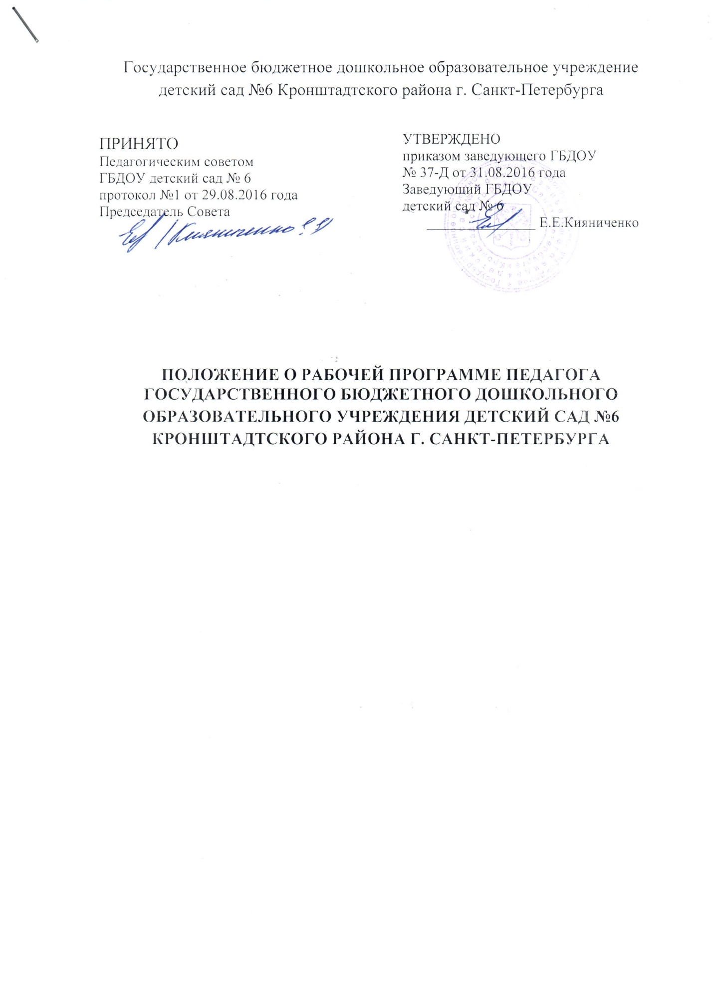 Государственное бюджетное дошкольное образовательное учреждение
детский сад №6 Кронштадтского района г. Санкт-Петербурга
ПРИНЯТО
Педагогическим советом
ГБДОУ детский сад № 6
протокол №1 от 29.08.2016 года
Председатель Совета
Кияниченко
УТВЕРЖДЕНО
приказом заведующего ГБДОУ
№ 37-Д от 31.08.2016 года
Заведующий ГБДОУ
детский сад № 6
Е.Е.Кияниченко
ПОЛОЖЕНИЕ О РАБОЧЕЙ ПРОГРАММЕ ПЕДАГОГА
ГОСУДАРСТВЕННОГО БЮДЖЕТНОГО ДОШКОЛЬНОГО
ОБРАЗОВАТЕЛЬНОГО УЧРЕЖДЕНИЯ ДЕТСКИЙ САД №6
КРОНШТАДТСКОГО РАЙОНА Г. САНКТ-ПЕТЕРБУРГА